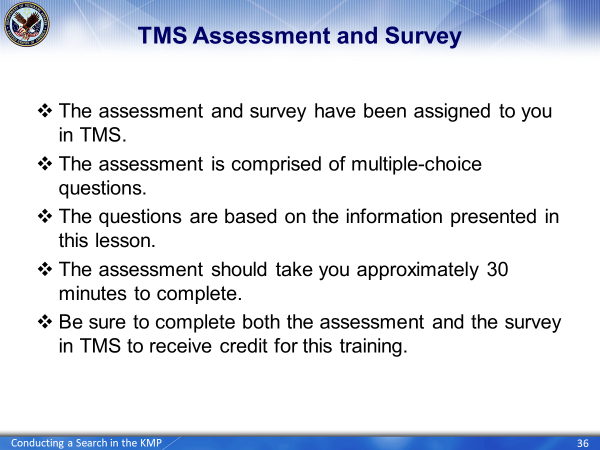 TMS Assessment and Survey
❖ The assessment and survey have been assigned to you
in TMS.
❖ The assessment is comprised of multiple-choice
questions.
❖ The questions are based on the information presented in
this lesson.
❖ The assessment should take you approximately 30
minutes to complete.
❖ Be sure to complete both the assessment and the survey
in TMS to receive credit for this training.
Conducting a Search in the KMP
36